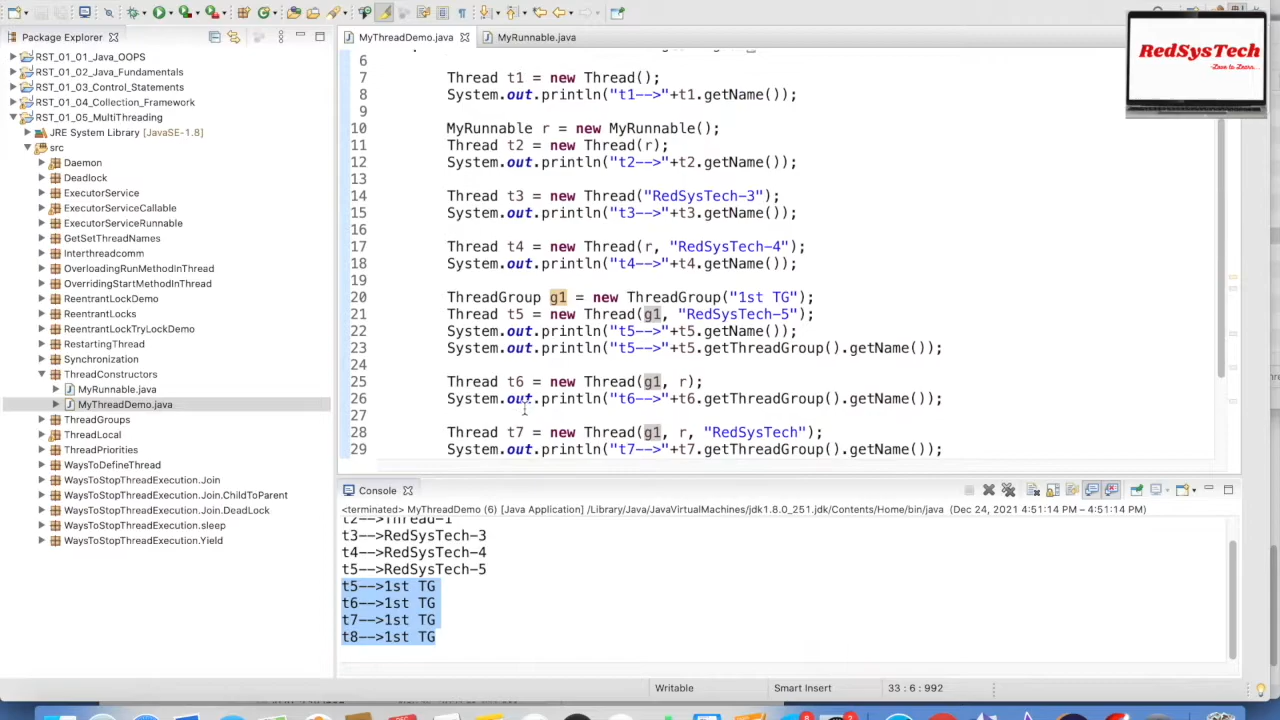 Package Explorer
MyThreadDemo.java
MyRunnable.java
RedSysTech
-Love to Learn..
RST_01_01_Java_OOPS
RST_01_02_Java_Fundamentals
RST_01_03_Control_Statements
RST_01_04_Collection_Framework
RST_01_05_MultiThreading
JRE System Library [JavaSE-1.8]
src
Daemon
Deadlock
ExecutorService
ExecutorServiceCallable
ExecutorServiceRunnable
GetSetThreadNames
Interthreadcomm
OverloadingRunMethodInThread
OverridingStartMethodInThread
ReentrantLockDemo
ReentrantLocks
ReentrantLockTryLockDemo
RestartingThread
Synchronization
ThreadConstructors
MyRunnable.java
MyThreadDemo.java
ThreadGroups
ThreadLocal
ThreadPriorities
WaysToDefineThread
WaysToStopThreadExecution.Join
WaysToStopThreadExecution.Join.ChildToParent
WaysToStopThreadExecution.Join.DeadLock
WaysToStopThreadExecution.sleep
WaysToStopThreadExecution.Yield
6
7 Thread t1 = new Thread();
8 System.out.println("t1-->"+t1.getName());
9
10 MyRunnable r = new MyRunnable();
11 Thread t2 = new Thread(r);
12 System.out.println("t2-->"+t2.getName());
13
14 Thread t3 = new Thread("RedSysTech-3");
15 System.out.println("t3-->"+t3.getName());
16
17 Thread t4 = new Thread(r, "RedSysTech-4");
18 System.out.println("t4-->"+t4.getName());
19
20 ThreadGroup g1 = new ThreadGroup("1st TG");
21 Thread t5 = new Thread(g1, "RedSysTech-5");
22 System.out.println("t5-->"+t5.getName());
23 System.out.println("t5-->"+t5.getThreadGroup().getName());
24
25 Thread t6 = new Thread(g1, r);
26 System.out.println("t6-->"+t6.getThreadGroup().getName());
27
28 Thread t7 = new Thread(g1, r, "RedSysTech");
29 System.out.println("t7-->"+t7.getThreadGroup().getName());
Console
<terminated> MyThreadDemo (6) [Java Application] /Library/Java/JavaVirtualMachines/jdk1.8.0_251.jdk/Contents/Home/bin/java (Dec 24, 2021 4:51:14 PM – 4:51:14 PM)
t2-->Thread-1
t3-->RedSysTech-3
t4-->RedSysTech-4
t5-->RedSysTech-5
t5-->1st TG
t6-->1st TG
t7-->1st TG
t8-->1st TG
Writable
Smart Insert
33 : 6 : 992